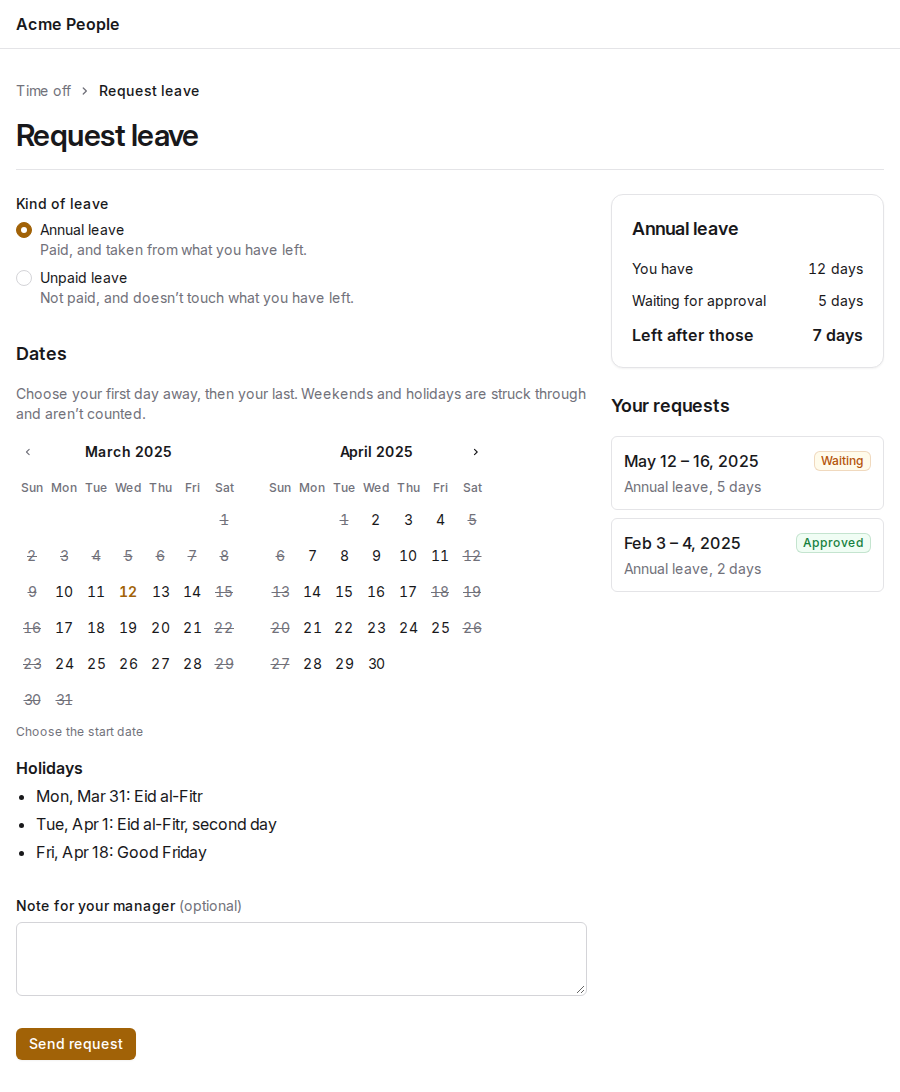 Acme People
Time off › Request leave
Request leave
Kind of leave
Annual leave
Paid, and taken from what you have left.
Unpaid leave
Not paid, and doesn’t touch what you have left.
Dates
Choose your first day away, then your last. Weekends and holidays are struck through
and aren’t counted.
‹ March 2025
Sun Mon Tue Wed Thu Fri Sat
1
2 3 4 5 6 7 8
9 10 11 12 13 14 15
16 17 18 19 20 21 22
23 24 25 26 27 28 29
30 31
April 2025 ›
Sun Mon Tue Wed Thu Fri Sat
1 2 3 4 5
6 7 8 9 10 11 12
13 14 15 16 17 18 19
20 21 22 23 24 25 26
27 28 29 30
Choose the start date
Holidays
• Mon, Mar 31: Eid al-Fitr
• Tue, Apr 1: Eid al-Fitr, second day
• Fri, Apr 18: Good Friday
Note for your manager (optional)
Send request
Annual leave
You have 12 days
Waiting for approval 5 days
Left after those 7 days
Your requests
May 12 – 16, 2025 Waiting
Annual leave, 5 days
Feb 3 – 4, 2025 Approved
Annual leave, 2 days